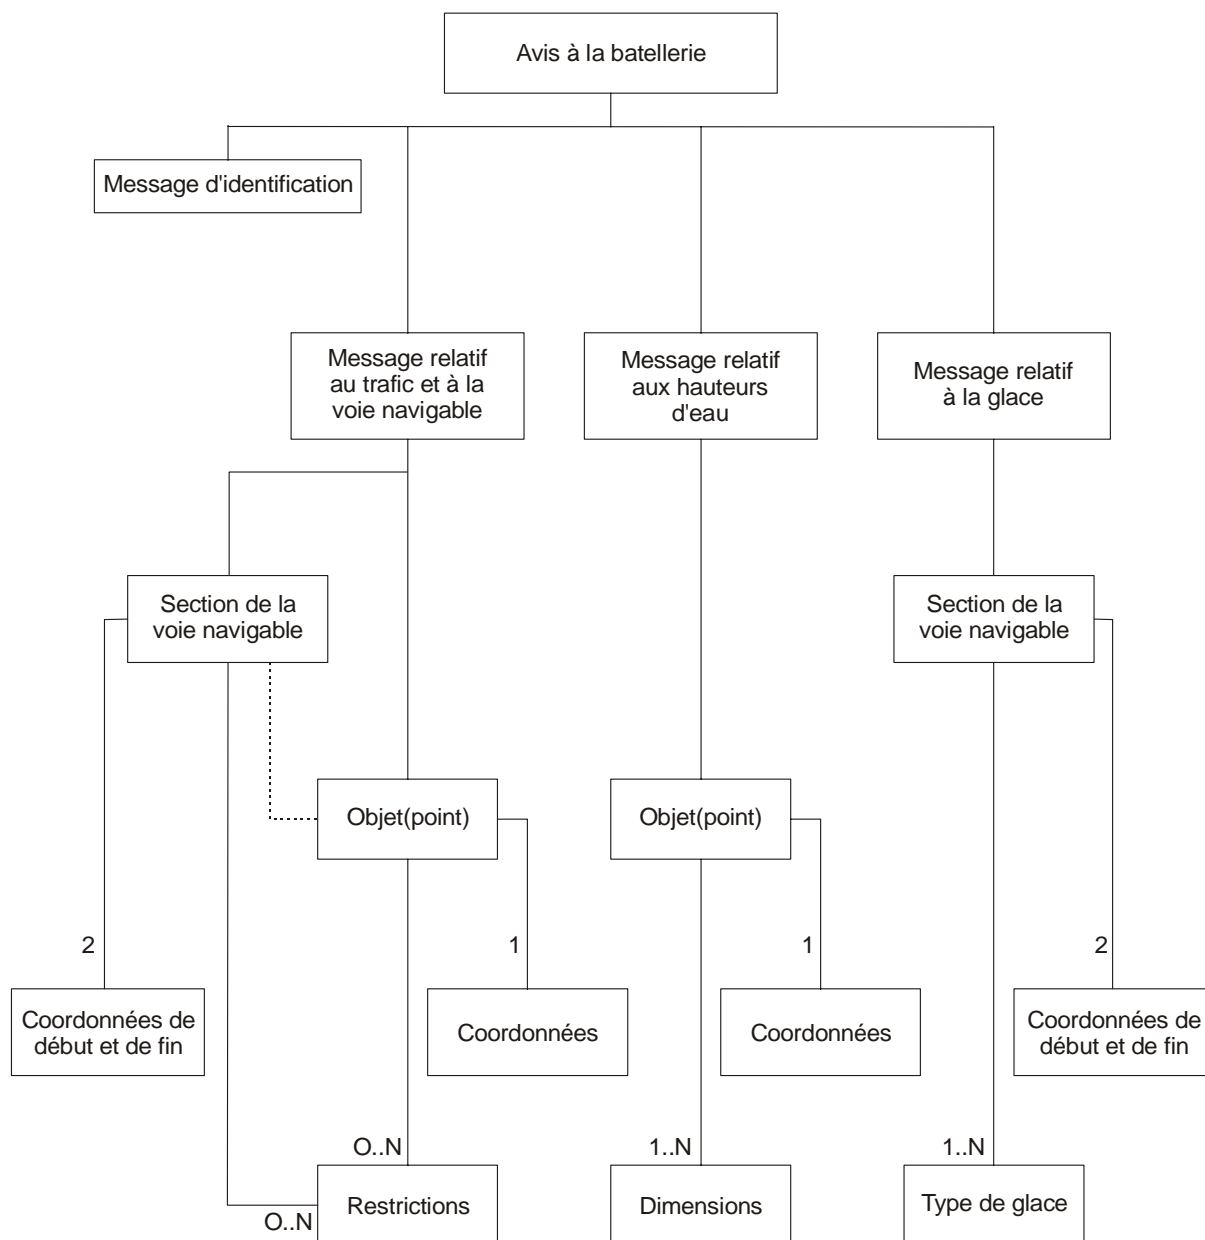 Avis à la batellerie
Message d'identification
Message relatif
au trafic et à la
voie navigable
Message relatif
aux hauteurs
d'eau
Message relatif
à la glace
Section de la
voie navigable
Section de la
voie navigable
Objet(point)
Objet(point)
2
1
1
2
Coordonnées de
début et de fin
Coordonnées
Coordonnées
Coordonnées de
début et de fin
O..N
1..N
1..N
Restrictions
Dimensions
Type de glace
O..N